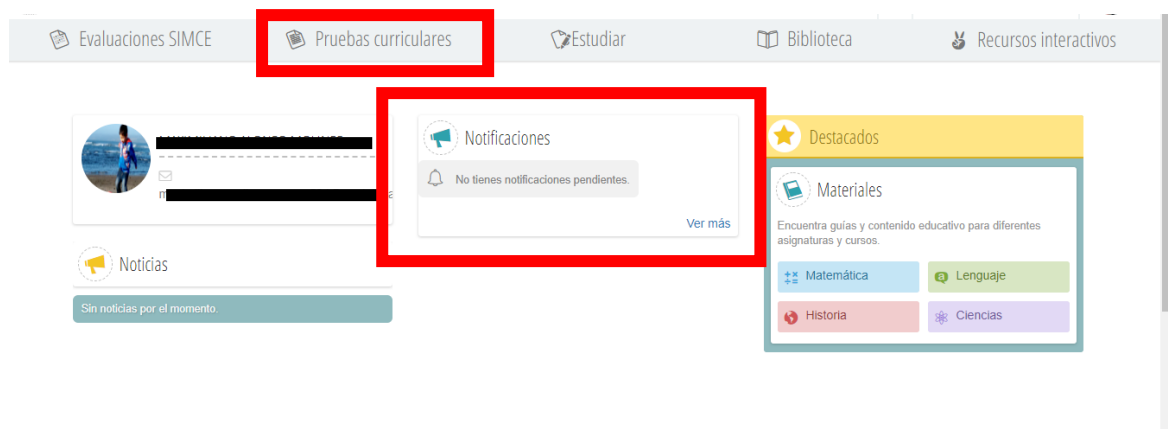 Evaluaciones SIMCE
Pruebas curriculares
Estudiar
Biblioteca
Recursos interactivos
Notificaciones
No tienes notificaciones pendientes.
Ver más
Noticias
Sin noticias por el momento.
Destacados
Materiales
Encuentra guías y contenido educativo para diferentes
asignaturas y cursos.
Matemática
Lenguaje
Historia
Ciencias